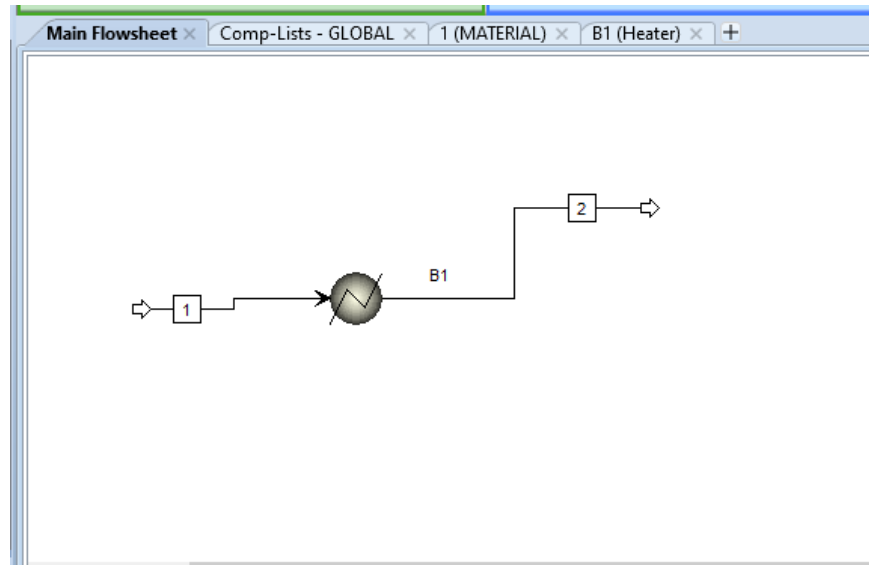 Main Flowsheet
Comp-Lists - GLOBAL
1 (MATERIAL)
B1 (Heater)
2
B1
1